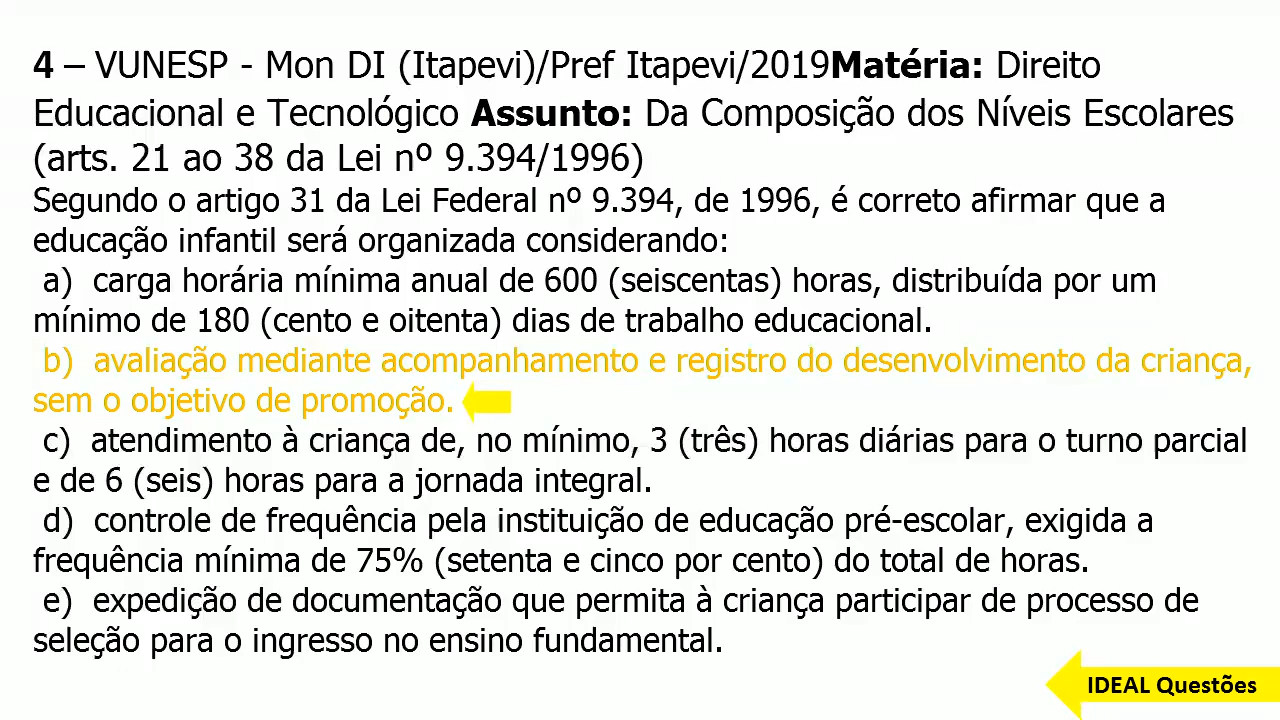 4 – VUNESP - Mon DI (Itapevi)/Pref Itapevi/2019Matéria: Direito
Educacional e Tecnológico Assunto: Da Composição dos Níveis Escolares
(arts. 21 ao 38 da Lei nº 9.394/1996)
Segundo o artigo 31 da Lei Federal nº 9.394, de 1996, é correto afirmar que a
educação infantil será organizada considerando:
a) carga horária mínima anual de 600 (seiscentas) horas, distribuída por um
mínimo de 180 (cento e oitenta) dias de trabalho educacional.
b) avaliação mediante acompanhamento e registro do desenvolvimento da criança,
sem o objetivo de promoção.
c) atendimento à criança de, no mínimo, 3 (três) horas diárias para o turno parcial
e de 6 (seis) horas para a jornada integral.
d) controle de frequência pela instituição de educação pré-escolar, exigida a
frequência mínima de 75% (setenta e cinco por cento) do total de horas.
e) expedição de documentação que permita à criança participar de processo de
seleção para o ingresso no ensino fundamental.
IDEAL Questões